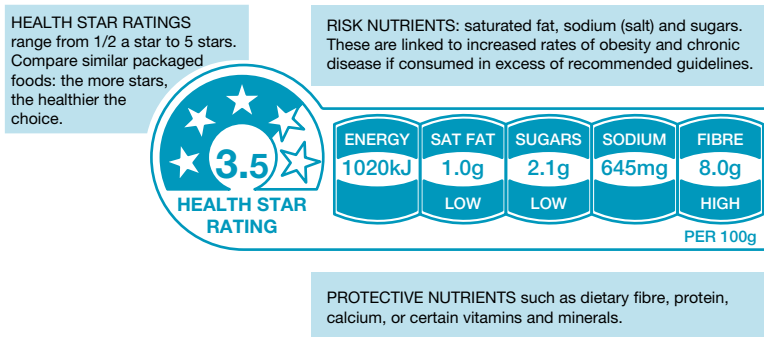 HEALTH STAR RATINGS
range from 1/2 a star to 5 stars.
Compare similar packaged
foods: the more stars,
the healthier the
choice.
RISK NUTRIENTS: saturated fat, sodium (salt) and sugars.
These are linked to increased rates of obesity and chronic
disease if consumed in excess of recommended guidelines.
3.5
HEALTH STAR
RATING
ENERGY SAT FAT SUGARS SODIUM FIBRE
1020kJ 1.0g 2.1g 645mg 8.0g
LOW LOW HIGH
PER 100g
PROTECTIVE NUTRIENTS such as dietary fibre, protein,
calcium, or certain vitamins and minerals.